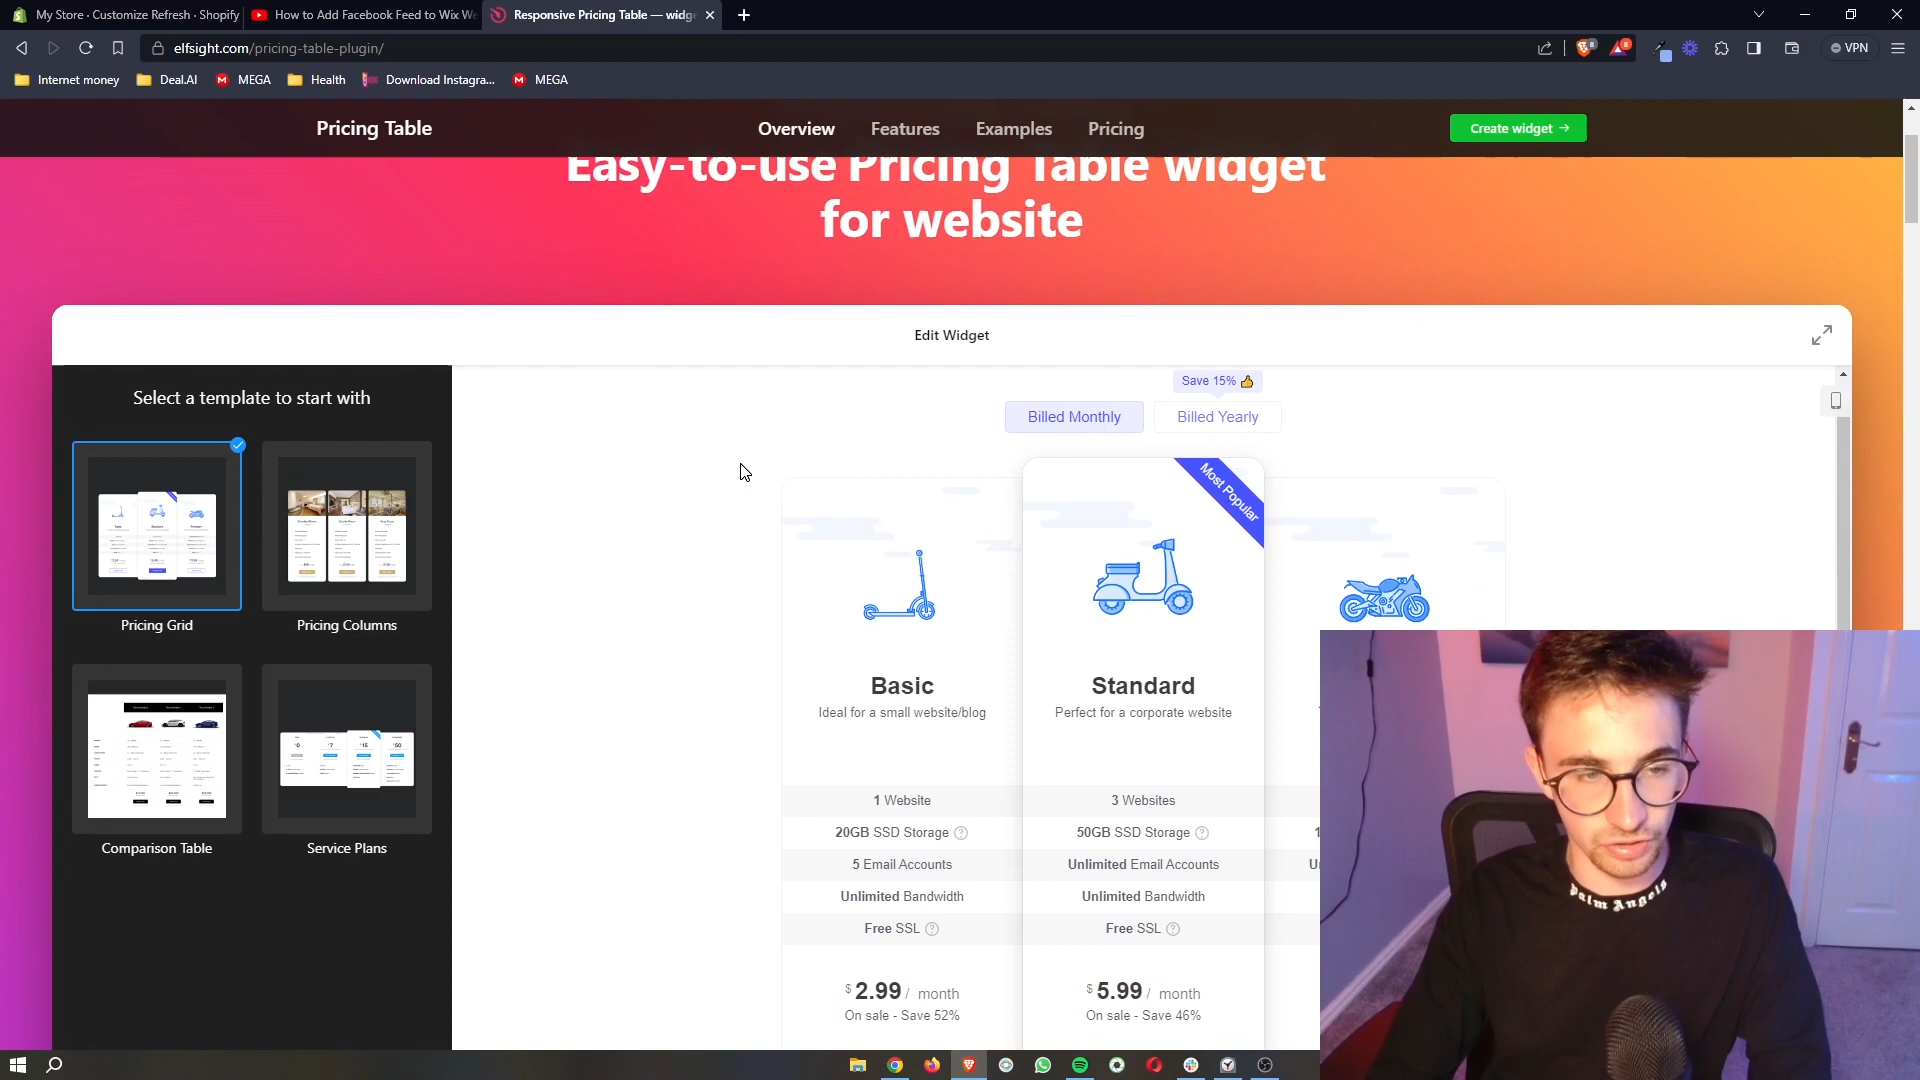 My Store · Customize Refresh · Shopify
How to Add Facebook Feed to Wix We
Responsive Pricing Table — widg
elfsight.com/pricing-table-plugin/
VPN
Internet money
Deal.AI
MEGA
Health
Download Instagra...
MEGA
Pricing Table
Overview
Features
Examples
Pricing
Create widget →
Easy-to-use Pricing Table widget
for website
Edit Widget
Select a template to start with
Pricing Grid
Pricing Columns
Comparison Table
Service Plans
Save 15% 👍
Billed Monthly
Billed Yearly
Most Popular
Basic
Ideal for a small website/blog
1 Website
20GB SSD Storage
5 Email Accounts
Unlimited Bandwidth
Free SSL
$ 2.99 / month
On sale - Save 52%
Standard
Perfect for a corporate website
3 Websites
50GB SSD Storage
Unlimited Email Accounts
Unlimited Bandwidth
Free SSL
$ 5.99 / month
On sale - Save 46%
Palm Angels